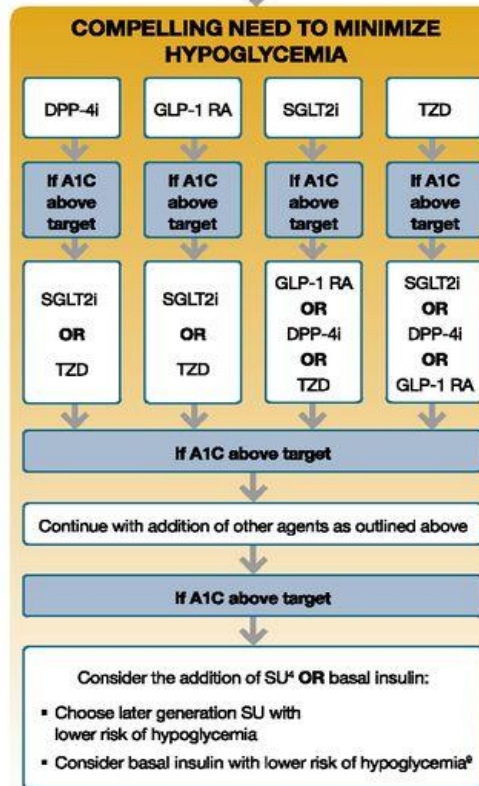 COMPELLING NEED TO MINIMIZE
HYPOGLYCEMIA
DPP-4i
GLP-1 RA
SGLT2i
TZD
If A1C
above
target
If A1C
above
target
If A1C
above
target
If A1C
above
target
SGLT2i
OR
TZD
SGLT2i
OR
TZD
GLP-1 RA
OR
DPP-4i
OR
TZD
SGLT2i
OR
DPP-4i
OR
GLP-1 RA
If A1C above target
Continue with addition of other agents as outlined above
If A1C above target
Consider the addition of SU⁴ OR basal insulin:
▪ Choose later generation SU with
lower risk of hypoglycemia
▪ Consider basal insulin with lower risk of hypoglycemia